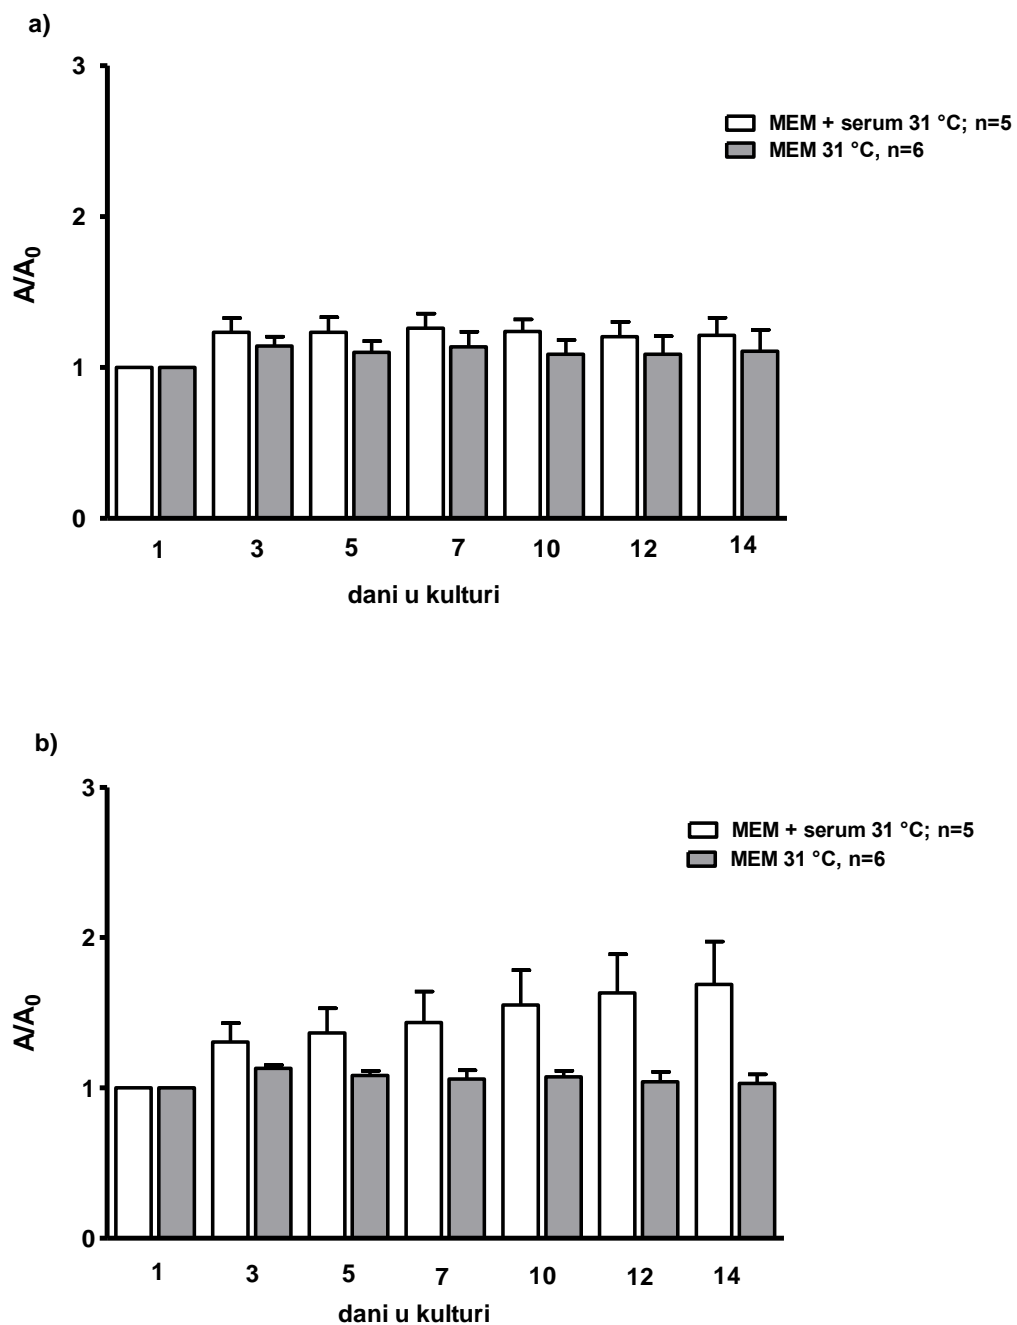 a)
3
MEM + serum 31 °C; n=5
MEM 31 °C, n=6
2
A/A0
1
0
1 3 5 7 10 12 14
dani u kulturi
b)
3
MEM + serum 31 °C; n=5
MEM 31 °C, n=6
2
A/A0
1
0
1 3 5 7 10 12 14
dani u kulturi